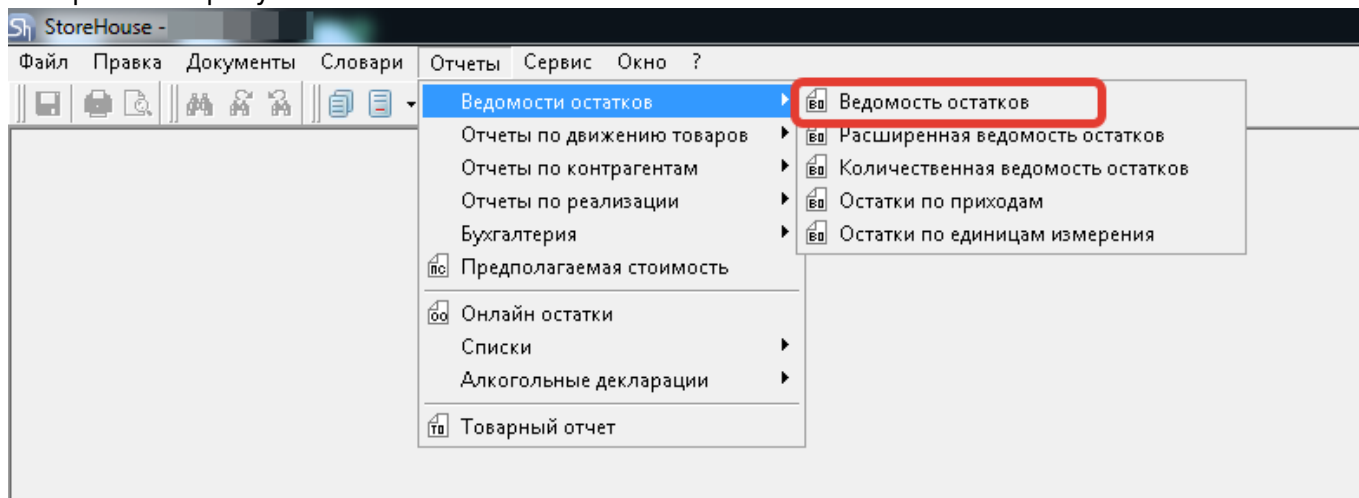 StoreHouse -
Файл Правка Документы Словари Отчеты Сервис Окно ?
Ведомости остатков
Отчеты по движению товаров
Отчеты по контрагентам
Отчеты по реализации
Бухгалтерия
Предполагаемая стоимость
Онлайн остатки
Списки
Алкогольные декларации
Товарный отчет
Ведомость остатков
Расширенная ведомость остатков
Количественная ведомость остатков
Остатки по приходам
Остатки по единицам измерения